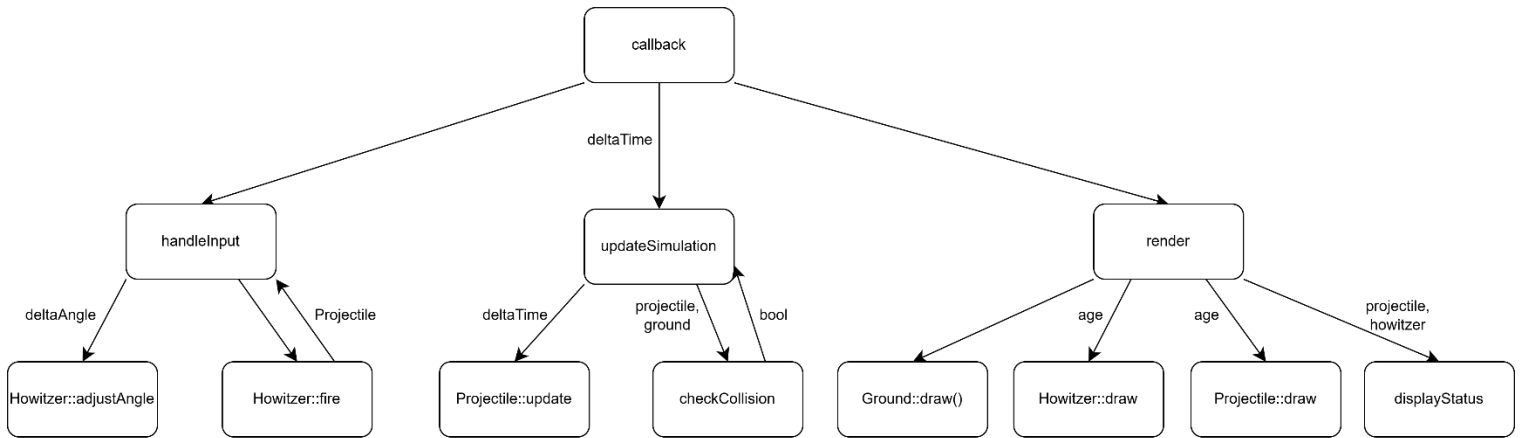 callback
deltaTime
handleInput
updateSimulation
render
deltaAngle
Projectile
deltaTime
projectile,
ground
bool
age
age
projectile,
howitzer
Howitzer::adjustAngle
Howitzer::fire
Projectile::update
checkCollision
Ground::draw()
Howitzer::draw
Projectile::draw
displayStatus